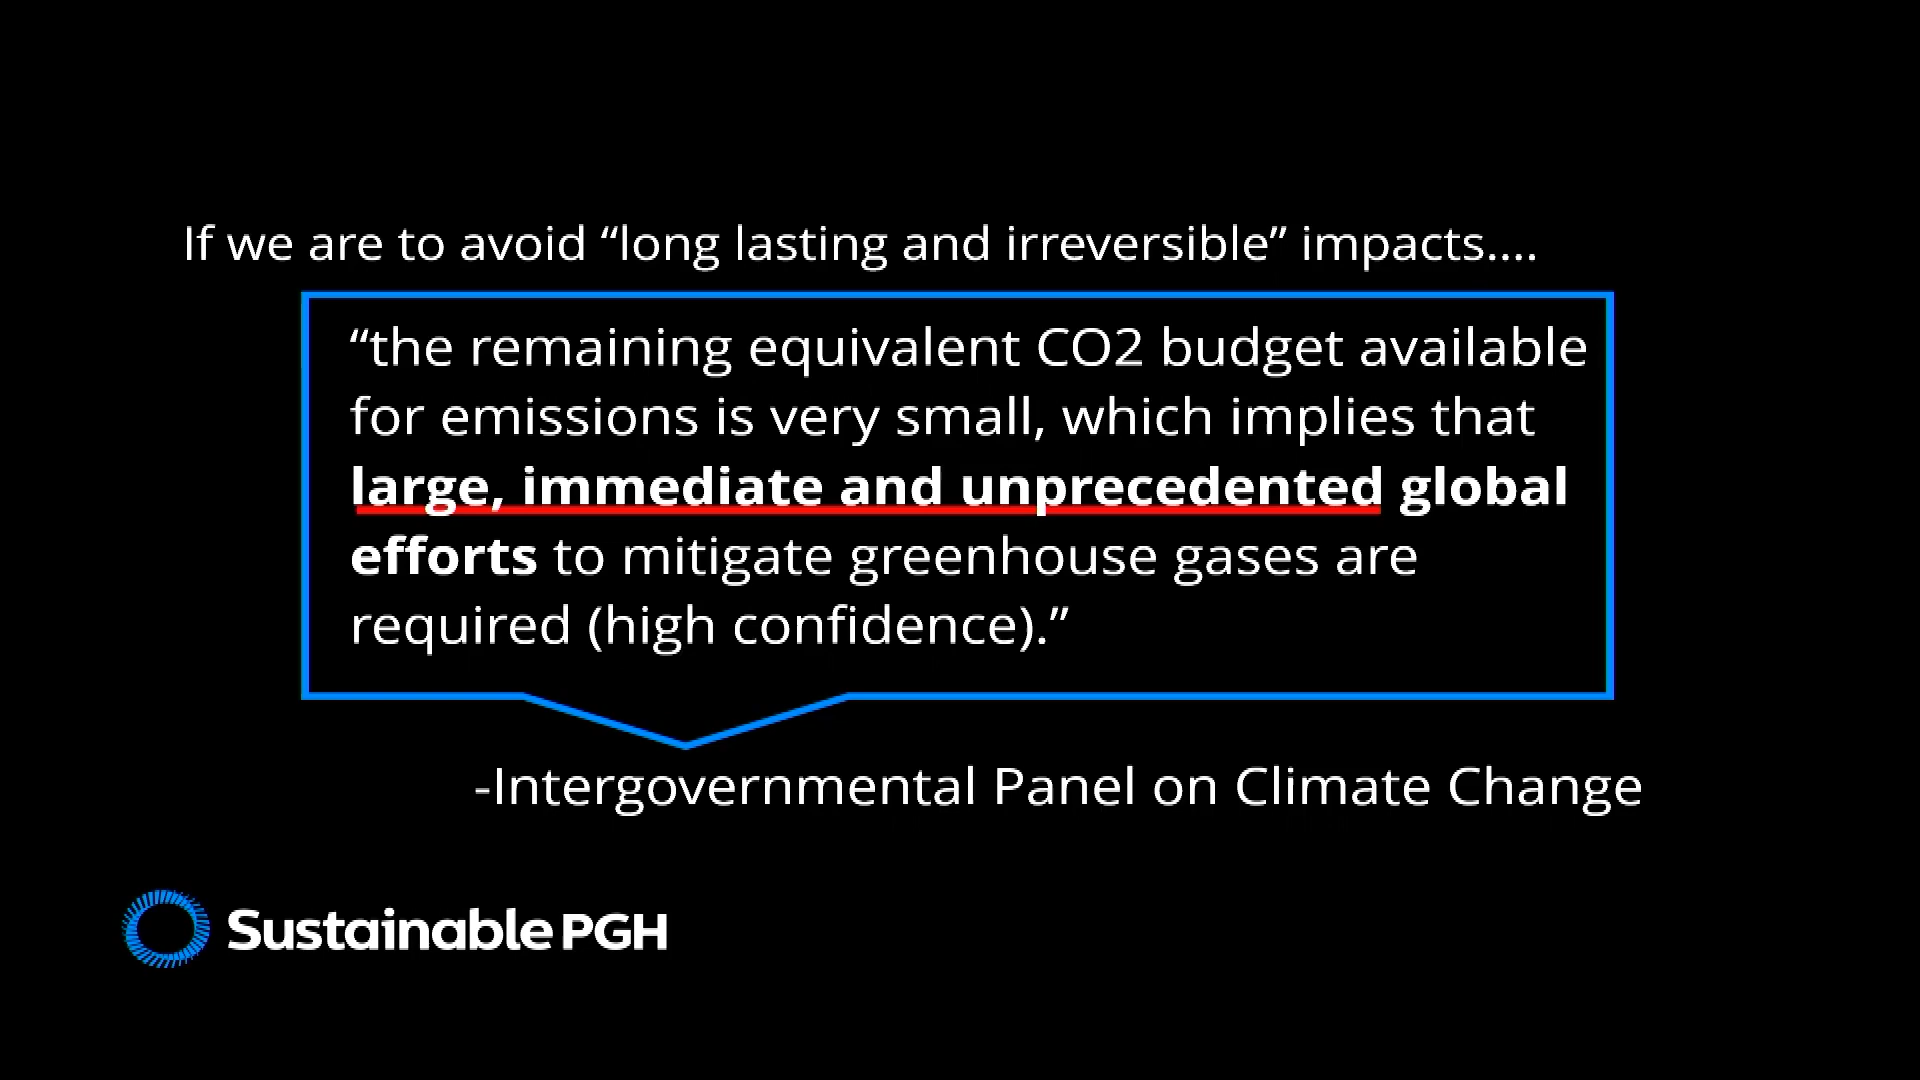 If we are to avoid “long lasting and irreversible” impacts....
“the remaining equivalent CO2 budget available
for emissions is very small, which implies that
large, immediate and unprecedented global
efforts to mitigate greenhouse gases are
required (high confidence).”
-Intergovernmental Panel on Climate Change
Sustainable PGH